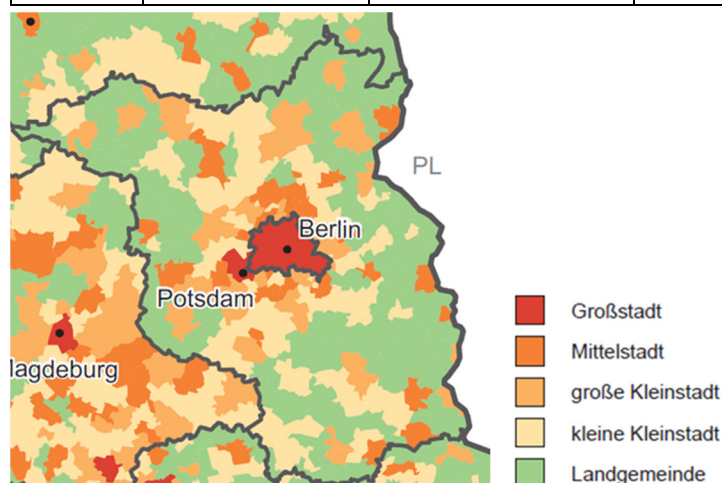 PL
Berlin
Potsdam
lagdeburg
Großstadt
Mittelstadt
große Kleinstadt
kleine Kleinstadt
Landgemeinde